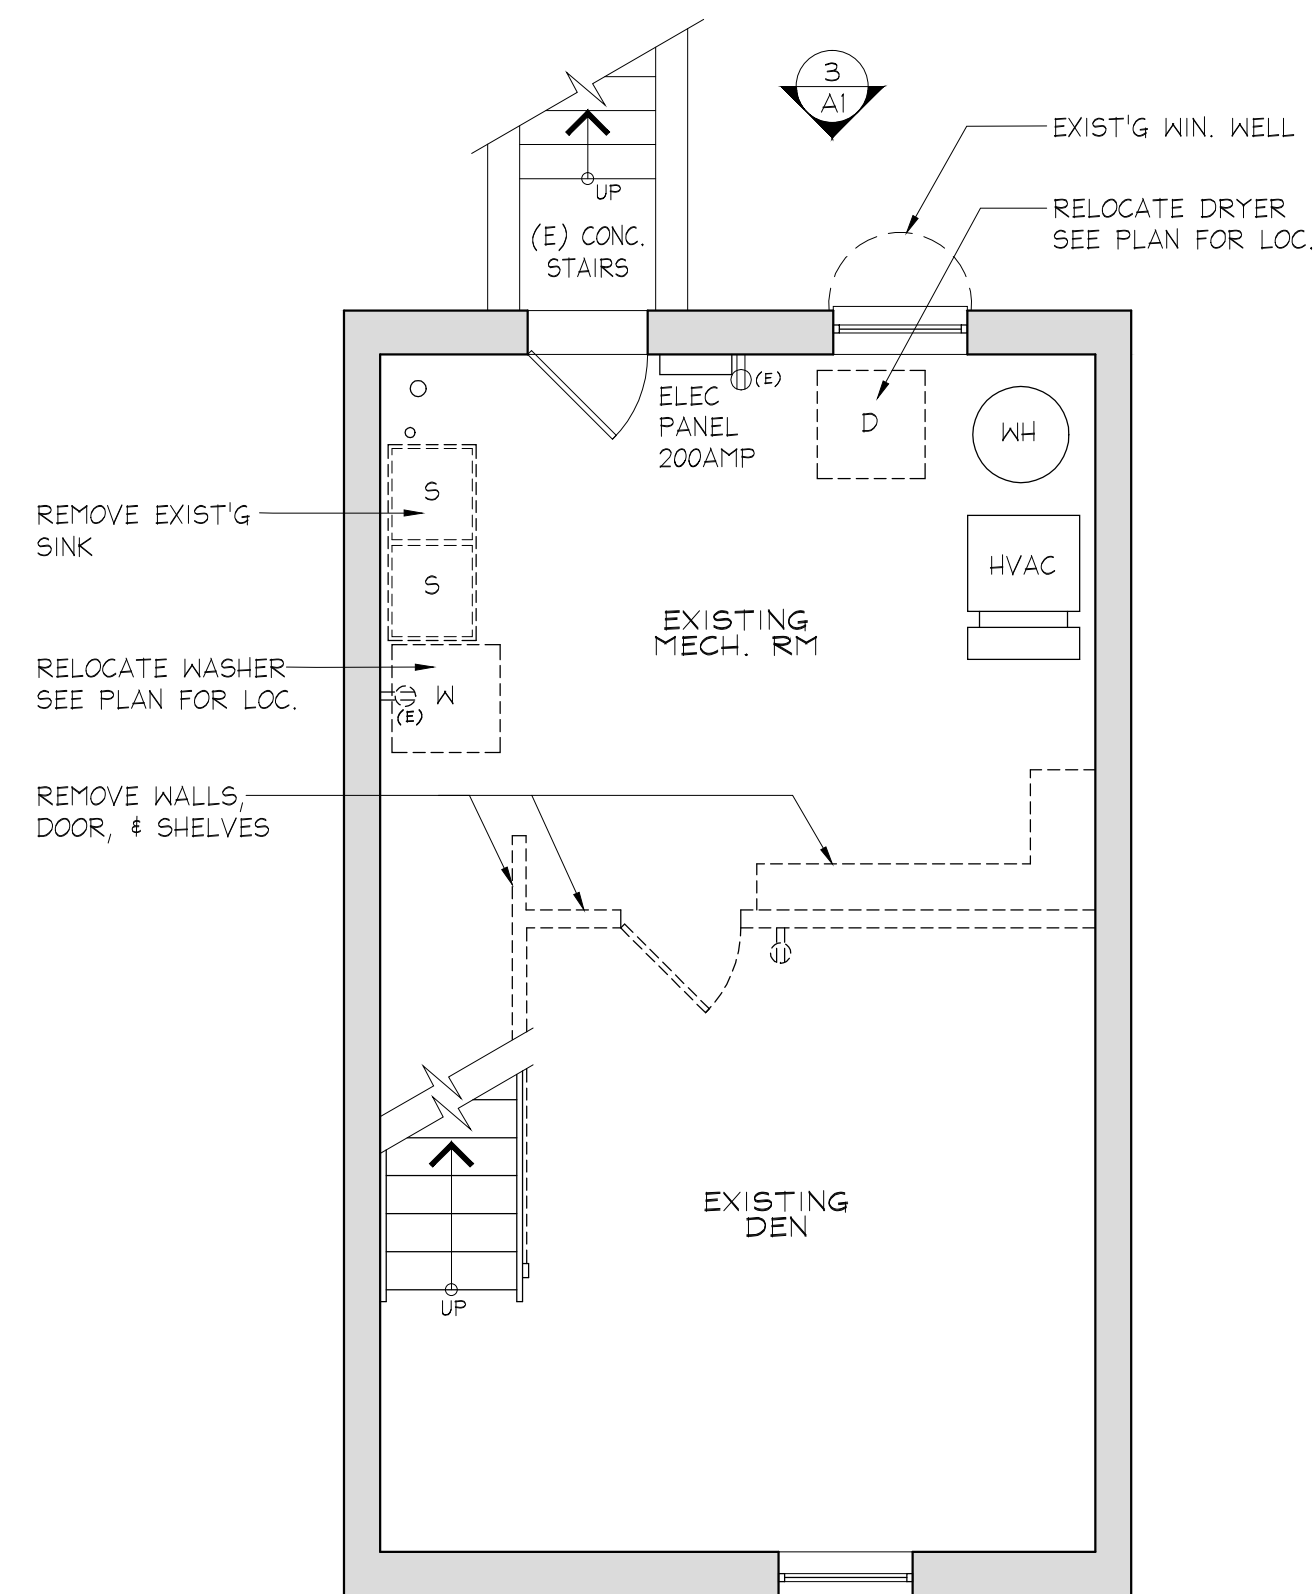 3
A1
EXIST'G WIN. WELL
UP
RELOCATE DRYER
SEE PLAN FOR LOC.
(E) CONC.
STAIRS
(E)
ELEC
PANEL
200AMP
D
WH
S
REMOVE EXIST'G
SINK
S
HVAC
EXISTING
MECH. RM
RELOCATE WASHER
SEE PLAN FOR LOC.
W
(E)
REMOVE WALLS,
DOOR, & SHELVES
EXISTING
DEN
UP